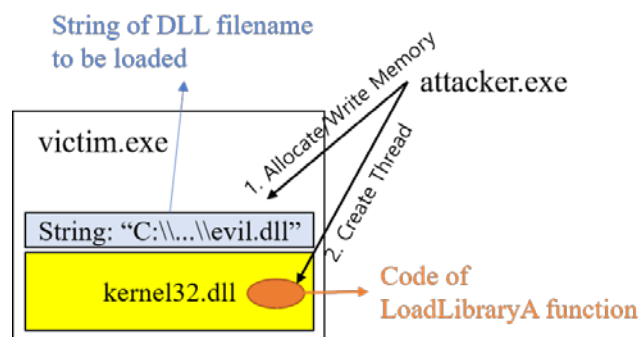 String of DLL filename
to be loaded
attacker.exe
1. Allocate/Write Memory
victim.exe
2. Create Thread
String: “C:\\...\\evil.dll”
kernel32.dll
Code of
LoadLibraryA function